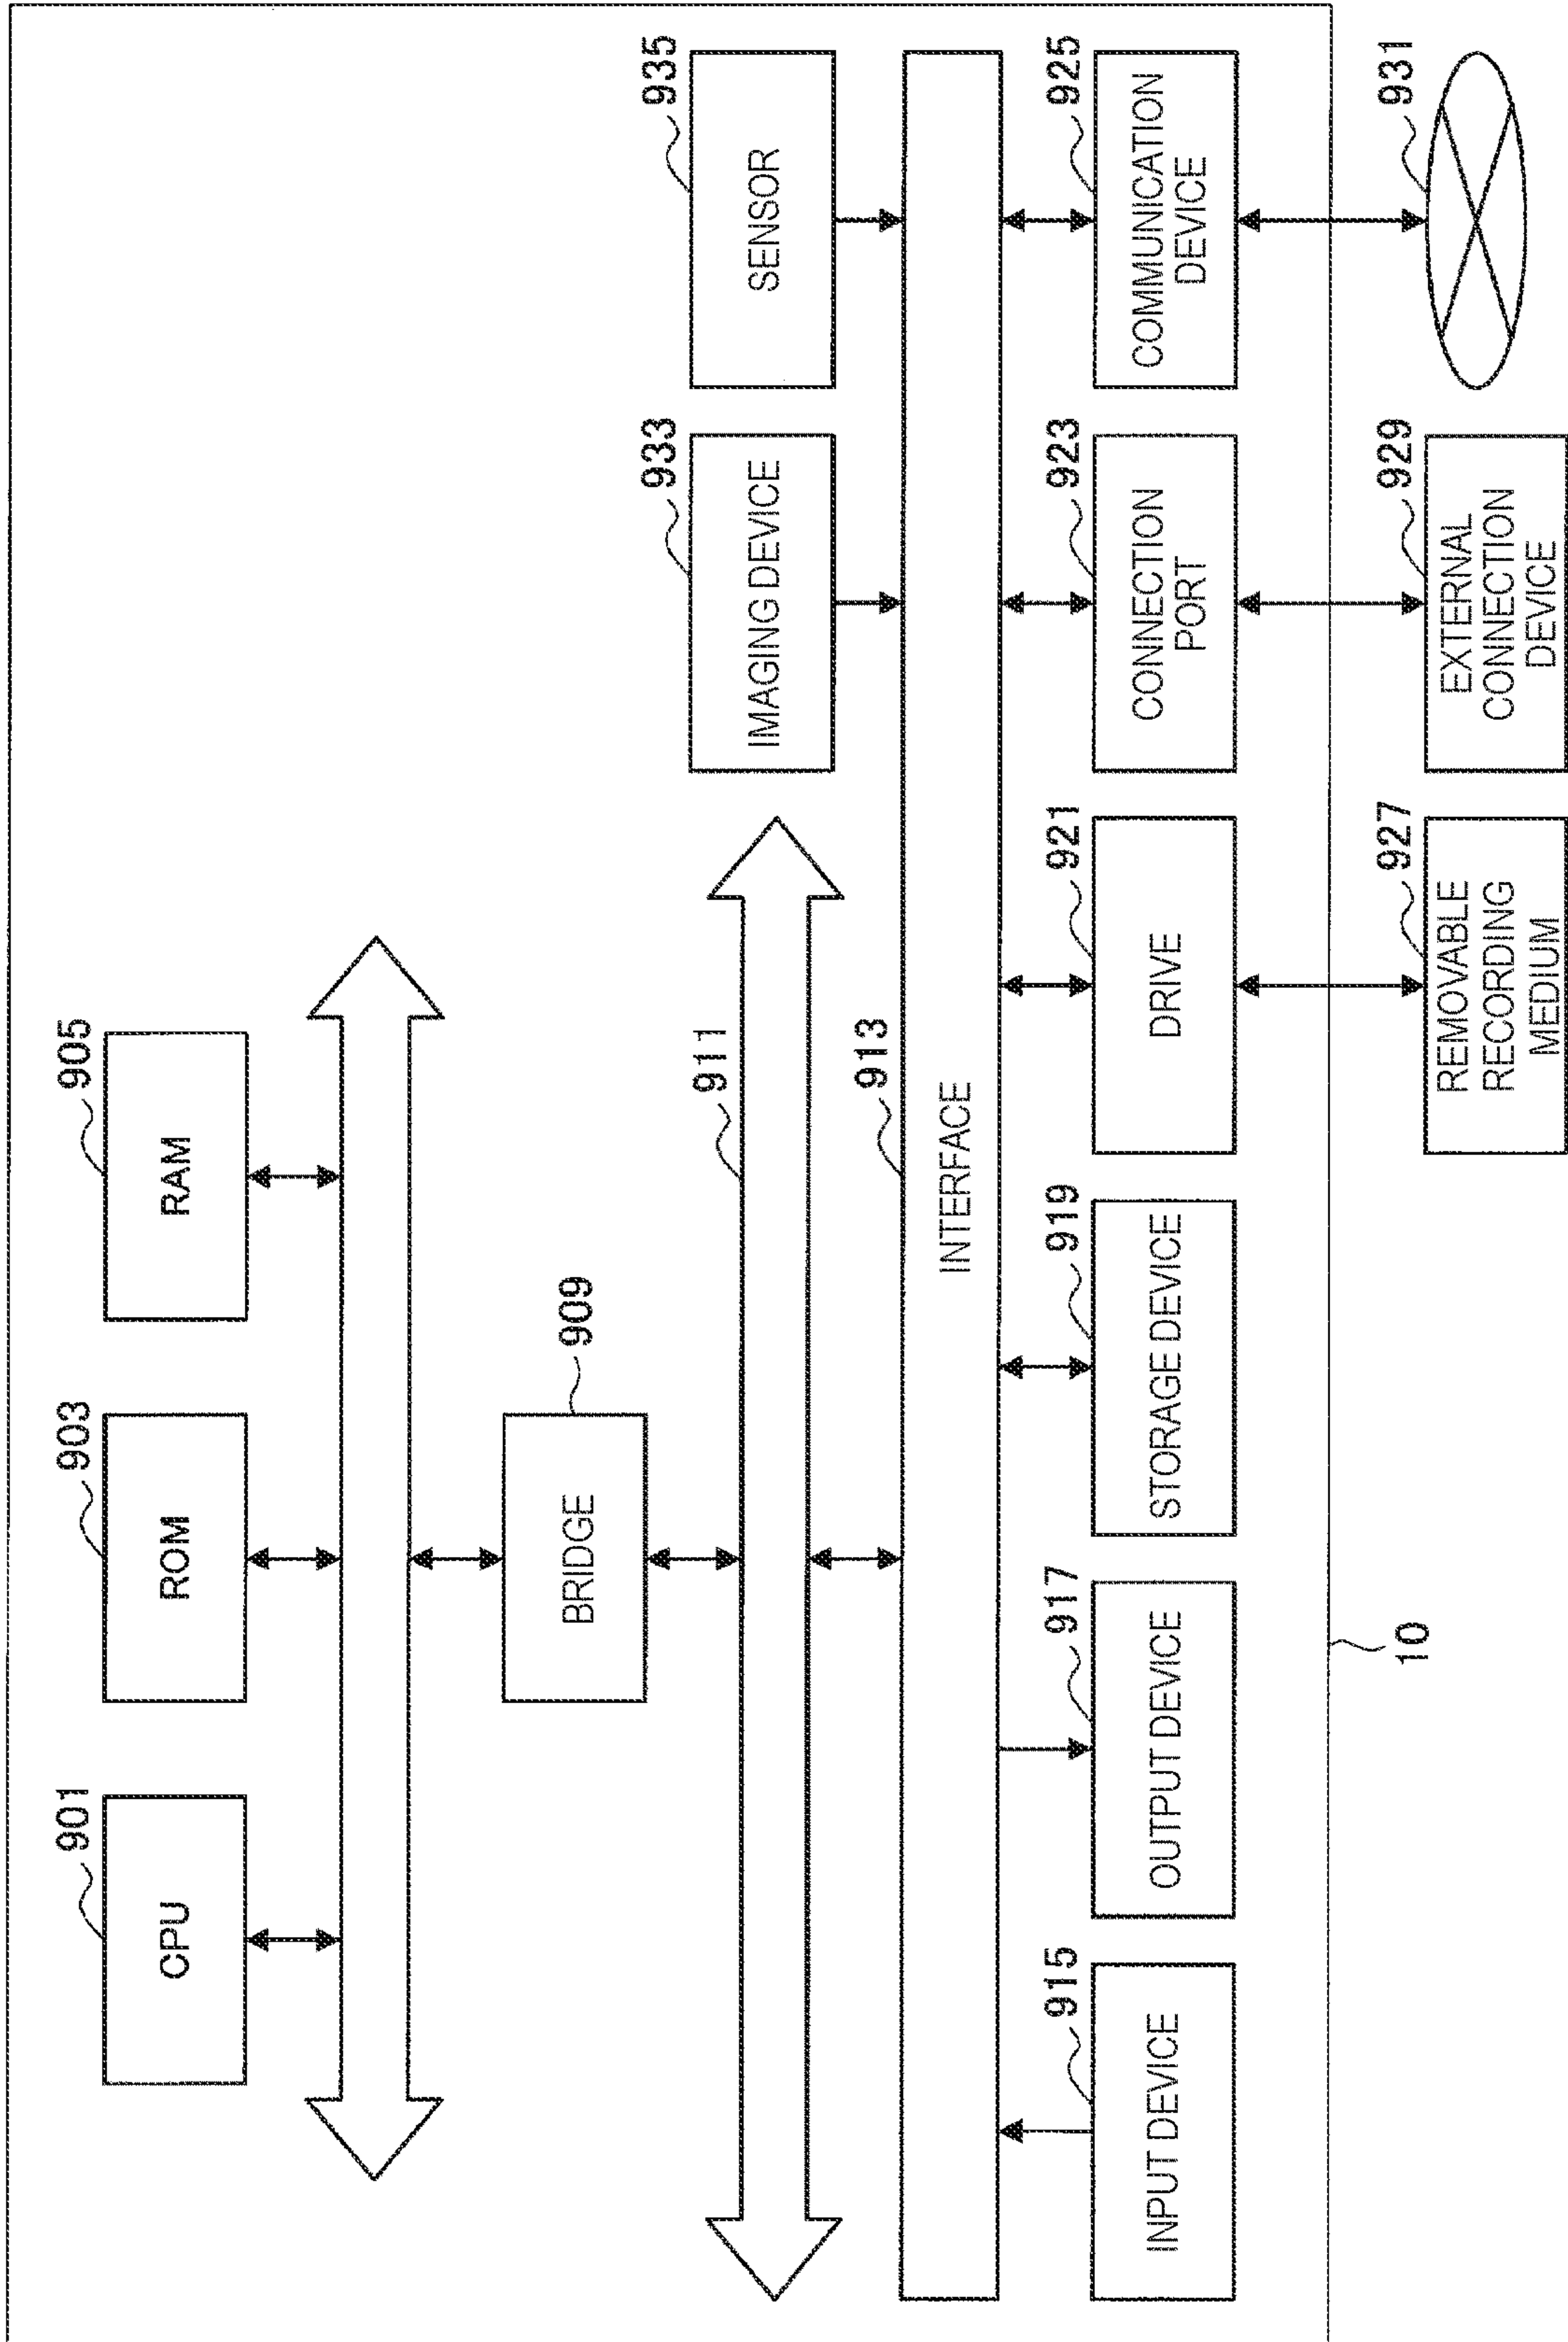 901
903
905
CPU
ROM
RAM
909
BRIDGE
911
933
935
IMAGING DEVICE
SENSOR
913
INTERFACE
915
917
919
921
923
925
INPUT DEVICE
OUTPUT DEVICE
STORAGE DEVICE
DRIVE
CONNECTION
PORT
COMMUNICATION
DEVICE
10
927
929
931
REMOVABLE
RECORDING
MEDIUM
EXTERNAL
CONNECTION
DEVICE